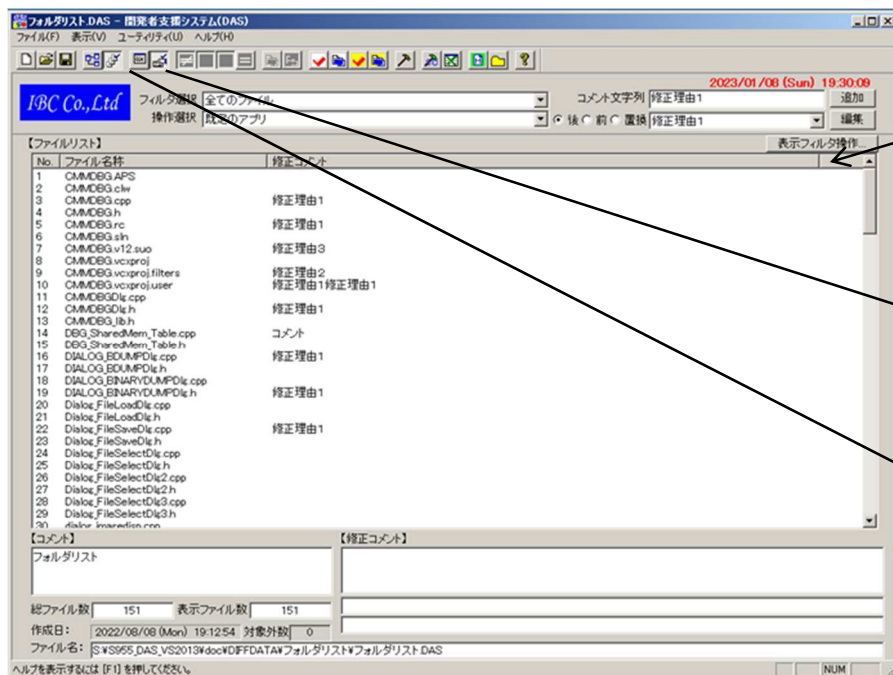 フォルダリスト.DAS - 開発者支援システム(DAS)
ファイル(F) 表示(V) ユーティリティ(U) ヘルプ(H)
2023/01/08 (Sun) 19:30:09
IBC Co.,Ltd フィルタ選択 全てのファイル コメント文字列 修正理由1 追加
操作選択 既定のアプリ 後 前 置換 修正理由1 編集
【ファイルリスト】 表示フィルタ操作...
No. ファイル名称 修正コメント
1 CMMDBG.APS
2 CMMDBG.clw
3 CMMDBG.cpp 修正理由1
4 CMMDBG.h
5 CMMDBG.rc 修正理由1
6 CMMDBG.sln
7 CMMDBG.v12.suo 修正理由3
8 CMMDBG.vcxproj
9 CMMDBG.vcxproj.filters 修正理由2
10 CMMDBG.vcxproj.user 修正理由1修正理由1
11 CMMDBGDlg.cpp
12 CMMDBGDlg.h 修正理由1
13 CMMDBG_lib.h
14 DBG_SharedMem_Table.cpp コメント
15 DBG_SharedMem_Table.h
16 DIALOG_BDUMPDlg.cpp 修正理由1
17 DIALOG_BDUMPDlg.h
18 DIALOG_BINARYDUMPDlg.cpp
19 DIALOG_BINARYDUMPDlg.h 修正理由1
20 Dialog_FileLoadDlg.cpp
21 Dialog_FileLoadDlg.h
22 Dialog_FileSaveDlg.cpp 修正理由1
23 Dialog_FileSaveDlg.h
24 Dialog_FileSelectDlg.cpp
25 Dialog_FileSelectDlg.h
26 Dialog_FileSelectDlg2.cpp
27 Dialog_FileSelectDlg2.h
28 Dialog_FileSelectDlg3.cpp
29 Dialog_FileSelectDlg3.h
30 dialog_imagedisp.cpp
【コメント】 【修正コメント】
フォルダリスト
総ファイル数 151 表示ファイル数 151
作成日： 2022/08/08 (Mon) 19:12:54 対象外数 0
ファイル名： S:¥S955_DAS_VS2013¥doc¥DIFFDATA¥フォルダリスト¥フォルダリスト.DAS
ヘルプを表示するには [F1] を押してください。 NUM